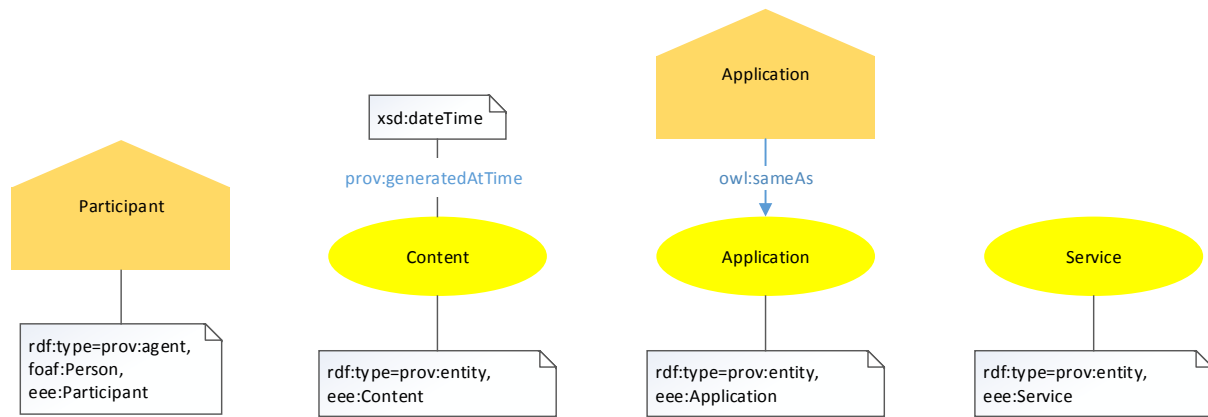 Application
xsd:dateTime
prov:generatedAtTime
owl:sameAs
Participant
Content
Application
Service
rdf:type=prov:agent,
foaf:Person,
eee:Participant
rdf:type=prov:entity,
eee:Content
rdf:type=prov:entity,
eee:Application
rdf:type=prov:entity,
eee:Service